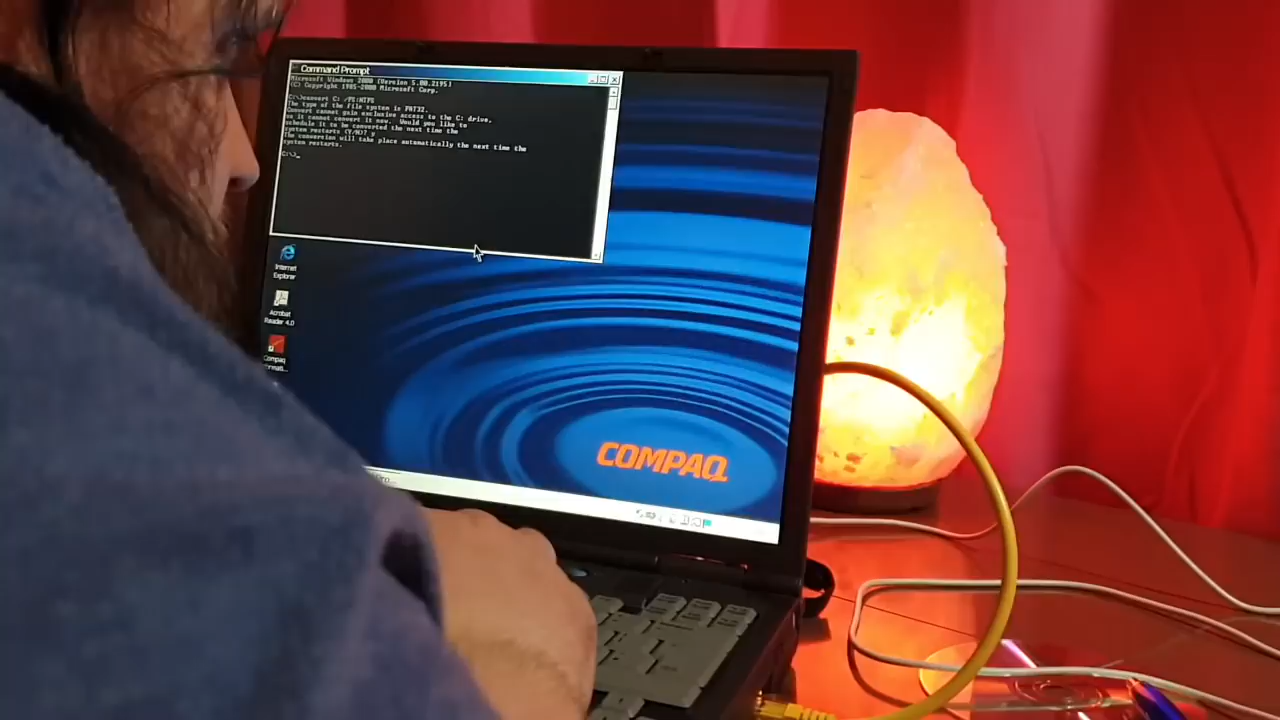 Command Prompt
Microsoft Windows 2000 [Version 5.00.2195]
(C) Copyright 1985-2000 Microsoft Corp.
C:\>convert C: /FS:NTFS
The type of the file system is FAT32.
Convert cannot gain exclusive access to the C: drive,
so it cannot convert it now.  Would you like to
schedule it to be converted the next time the
system restarts (Y/N)? y
The conversion will take place automatically the next time the
system restarts.
C:\>_
Internet
Explorer
Acrobat
Reader 4.0
Compaq
COMPAQ